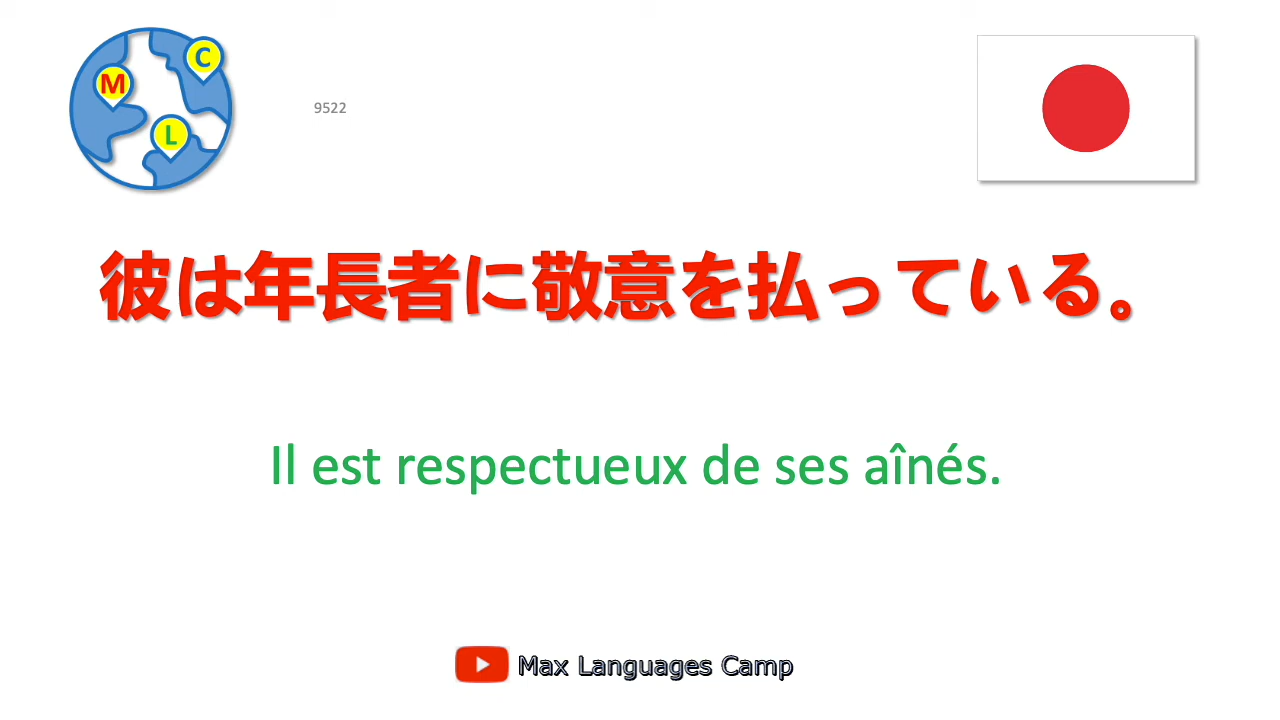 M
C
L
9522
彼は年長者に敬意を払っている。
Il est respectueux de ses aînés.
Max Languages Camp